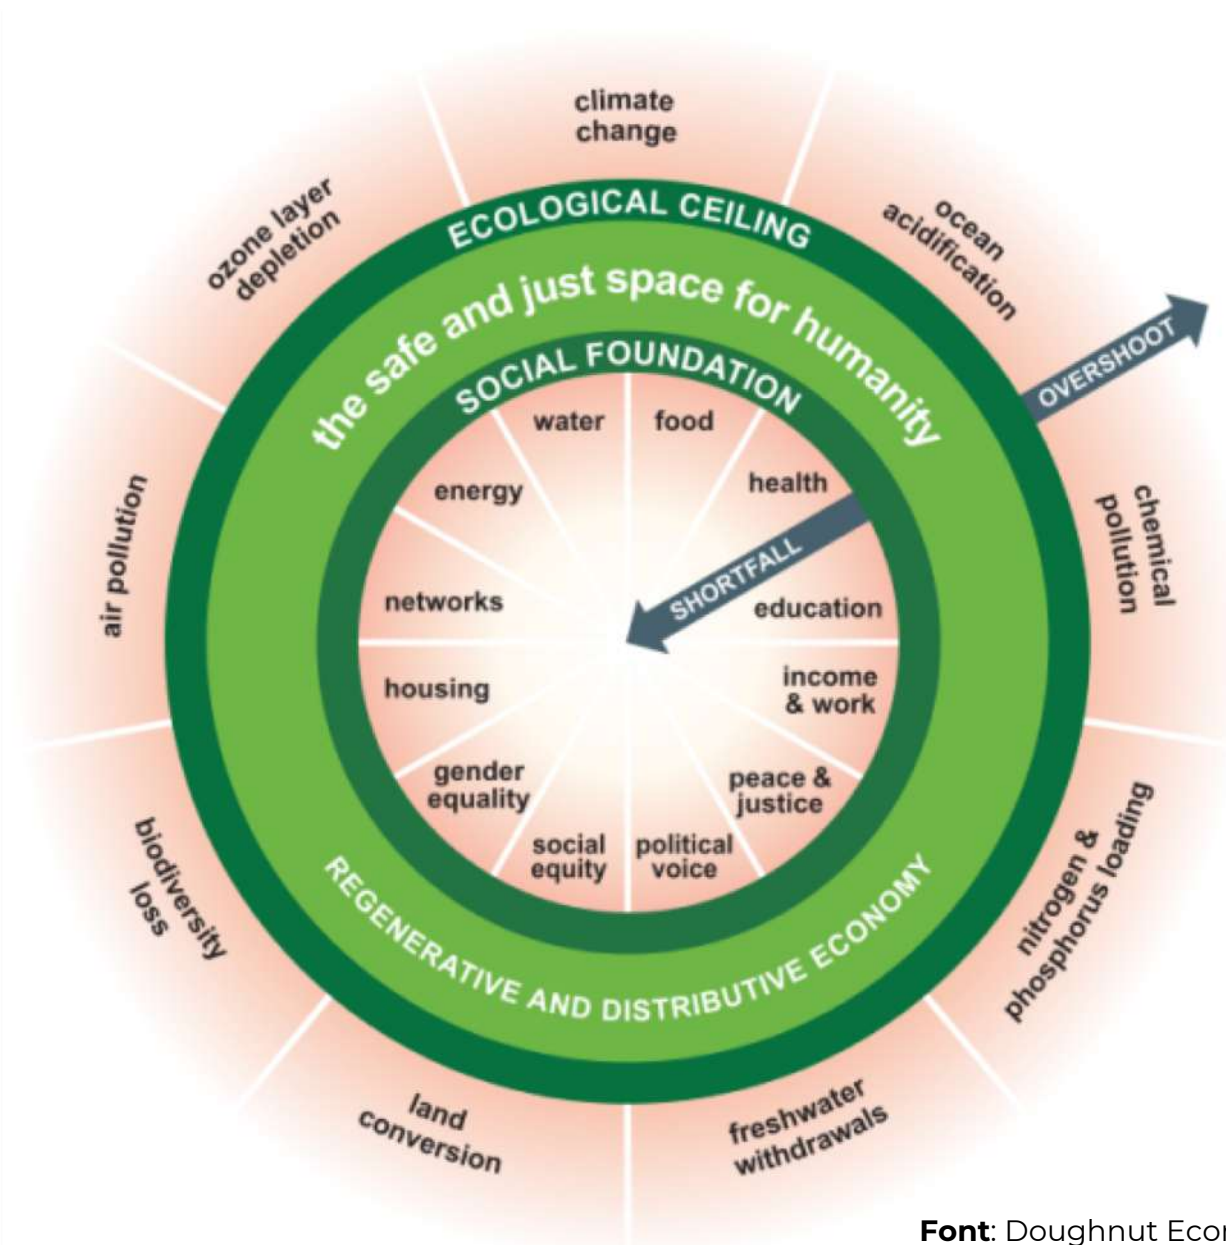 climate
change
ozone layer
depletion
ocean
acidification
ECOLOGICAL CEILING
the safe and just space for humanity
SOCIAL FOUNDATION
OVERSHOOT
water
food
energy
health
SHORTFALL
air pollution
chemical
pollution
networks
education
housing
income
& work
gender
equality
peace &
justice
social
equity
political
voice
biodiversity
loss
nitrogen &
phosphorus loading
REGENERATIVE AND DISTRIBUTIVE ECONOMY
land
conversion
freshwater
withdrawals
Font: Doughnut